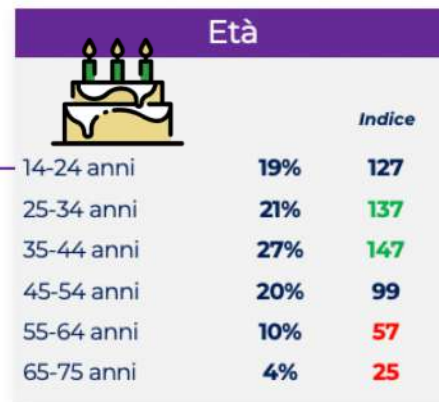 Età
Indice
14-24 anni 19% 127
25-34 anni 21% 137
35-44 anni 27% 147
45-54 anni 20% 99
55-64 anni 10% 57
65-75 anni 4% 25